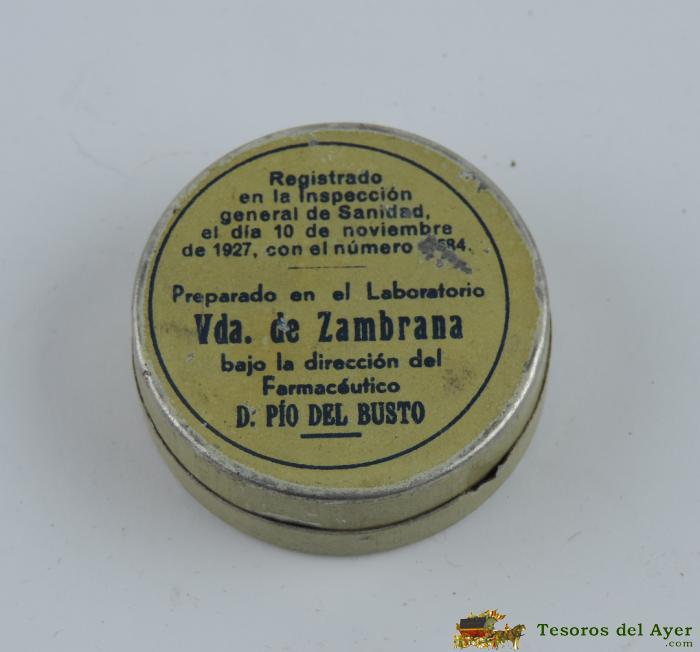 Registrado
en la Inspección
general de Sanidad,
el día 10 de noviembre
de 1927, con el número
Preparado en el Laboratorio
Vda. de Zambrana
bajo la dirección del
Farmacéutico
D. PÍO DEL BUSTO
Tesoros del Ayer
.com